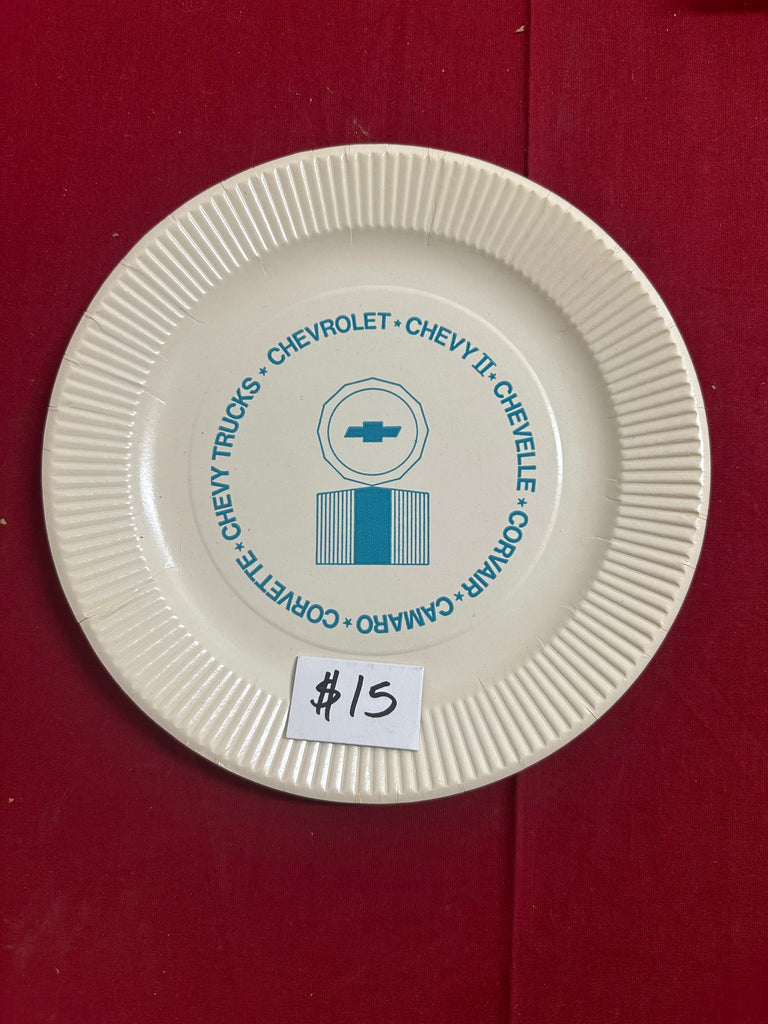 CHEVROLET ★ CHEVY II ★ CHEVELLE ★ CORVAIR ★ CAMARO ★ CORVETTE ★ CHEVY TRUCKS ★
$15